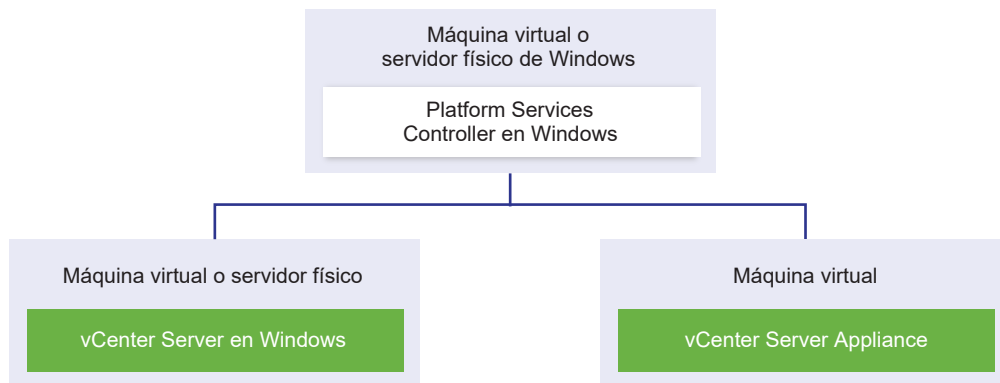 Máquina virtual o
servidor físico de Windows
Platform Services
Controller en Windows
Máquina virtual o servidor físico
vCenter Server en Windows
Máquina virtual
vCenter Server Appliance